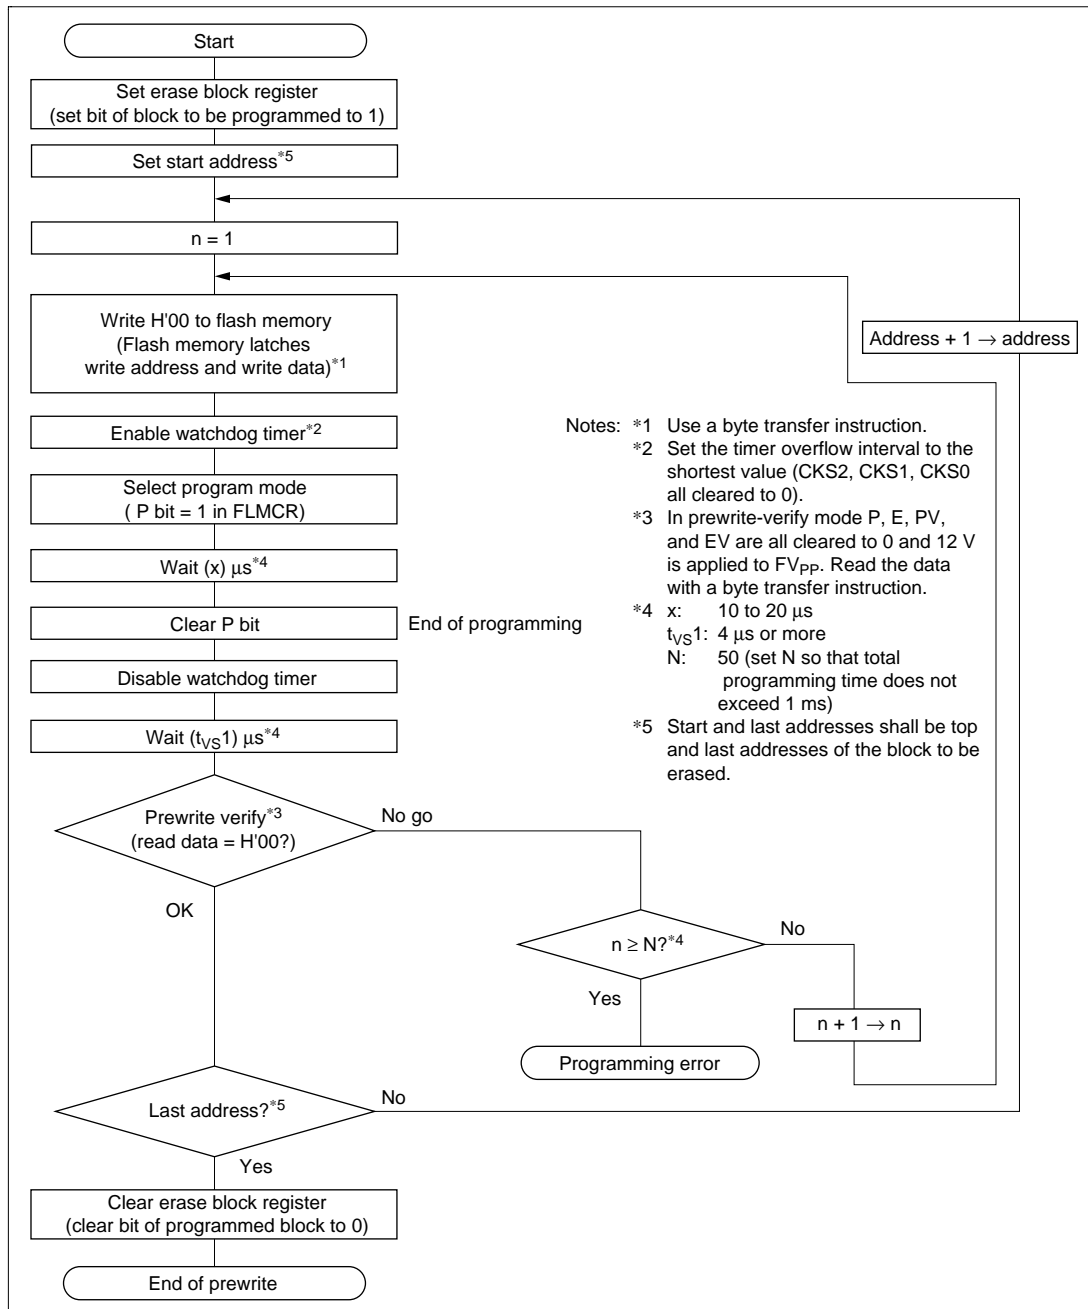 Start
Set erase block register
(set bit of block to be programmed to 1)
Set start address*5
n = 1
Write H'00 to flash memory
(Flash memory latches
write address and write data)*1
Address + 1 → address
Enable watchdog timer*2
Select program mode
( P bit = 1 in FLMCR)
Wait (x) μs*4
Clear P bit
End of programming
Disable watchdog timer
Wait (tVS1) μs*4
Notes: *1 Use a byte transfer instruction.
*2 Set the timer overflow interval to the
shortest value (CKS2, CKS1, CKS0
all cleared to 0).
*3 In prewrite-verify mode P, E, PV,
and EV are all cleared to 0 and 12 V
is applied to FVPP. Read the data
with a byte transfer instruction.
*4 x: 10 to 20 μs
tVS1: 4 μs or more
N: 50 (set N so that total
programming time does not
exceed 1 ms)
*5 Start and last addresses shall be top
and last addresses of the block to be
erased.
Prewrite verify*3
(read data = H'00?)
No go
OK
n ≥ N?*4
No
Yes
n + 1 → n
Programming error
Last address?*5
No
Yes
Clear erase block register
(clear bit of programmed block to 0)
End of prewrite